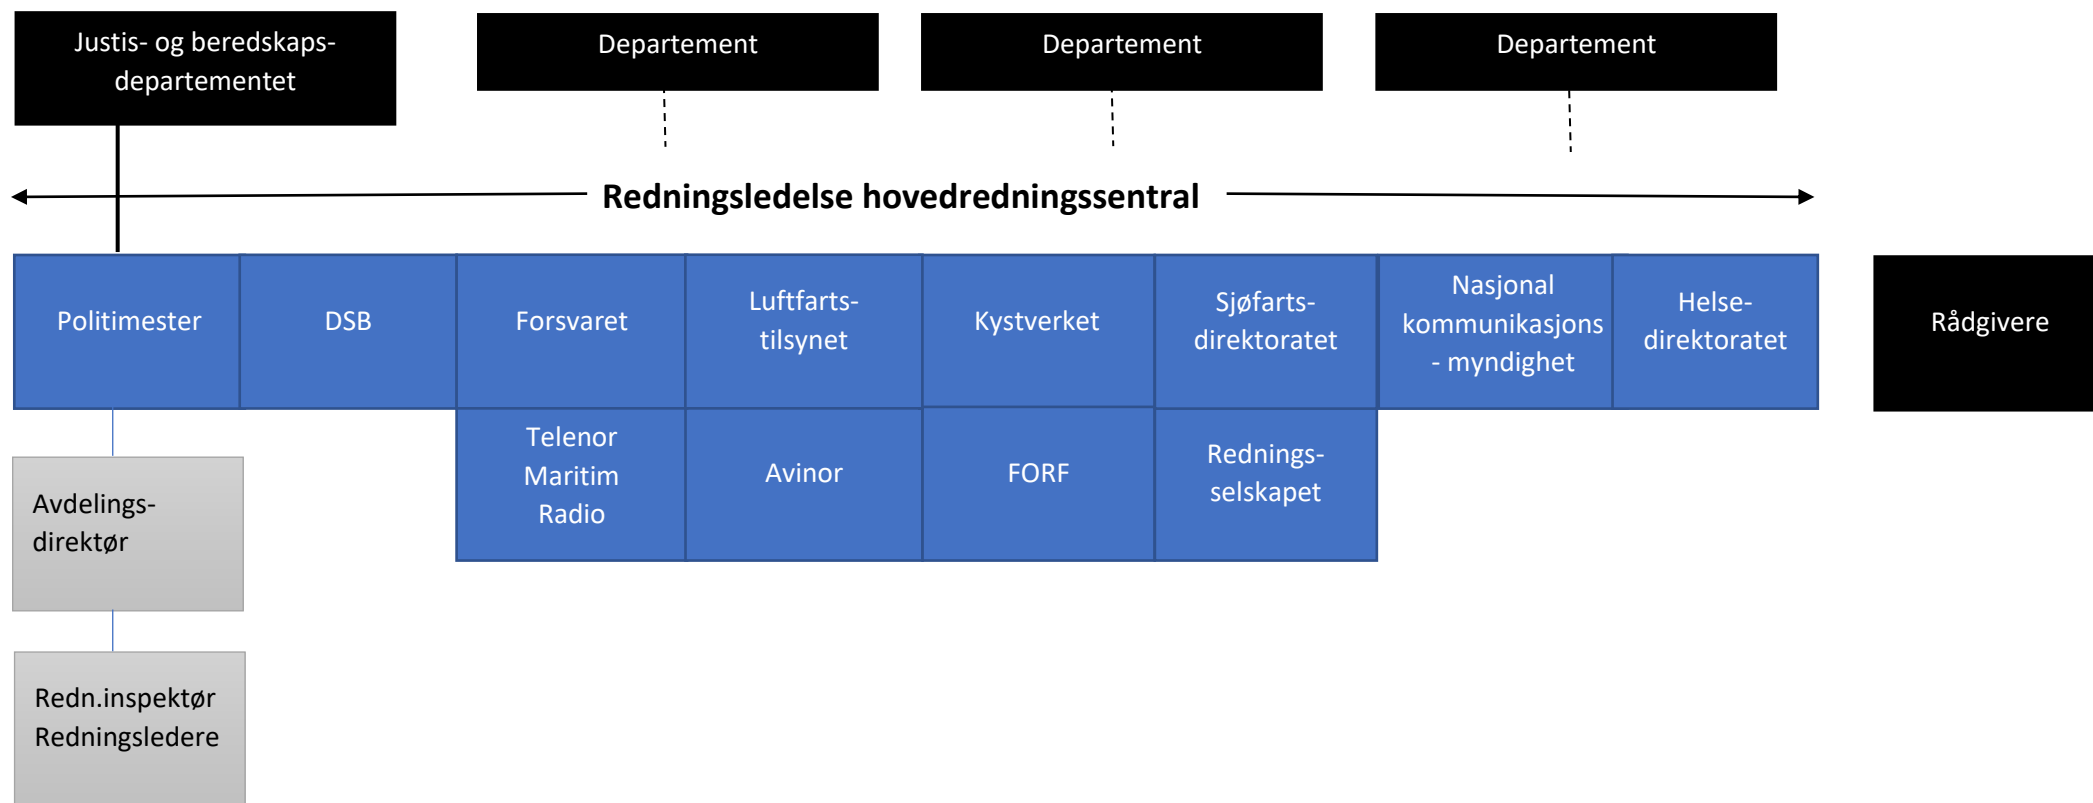 Justis- og beredskaps-
departementet
Departement
Departement
Departement
Redningsledelse hovedredningssentral
Politimester
DSB
Forsvaret
Luftfarts-
tilsynet
Kystverket
Sjøfarts-
direktoratet
Nasjonal
kommunikasjons
- myndighet
Helse-
direktoratet
Rådgivere
Telenor
Maritim
Radio
Avinor
FORF
Rednings-
selskapet
Avdelings-
direktør
Redn.inspektør
Redningsledere